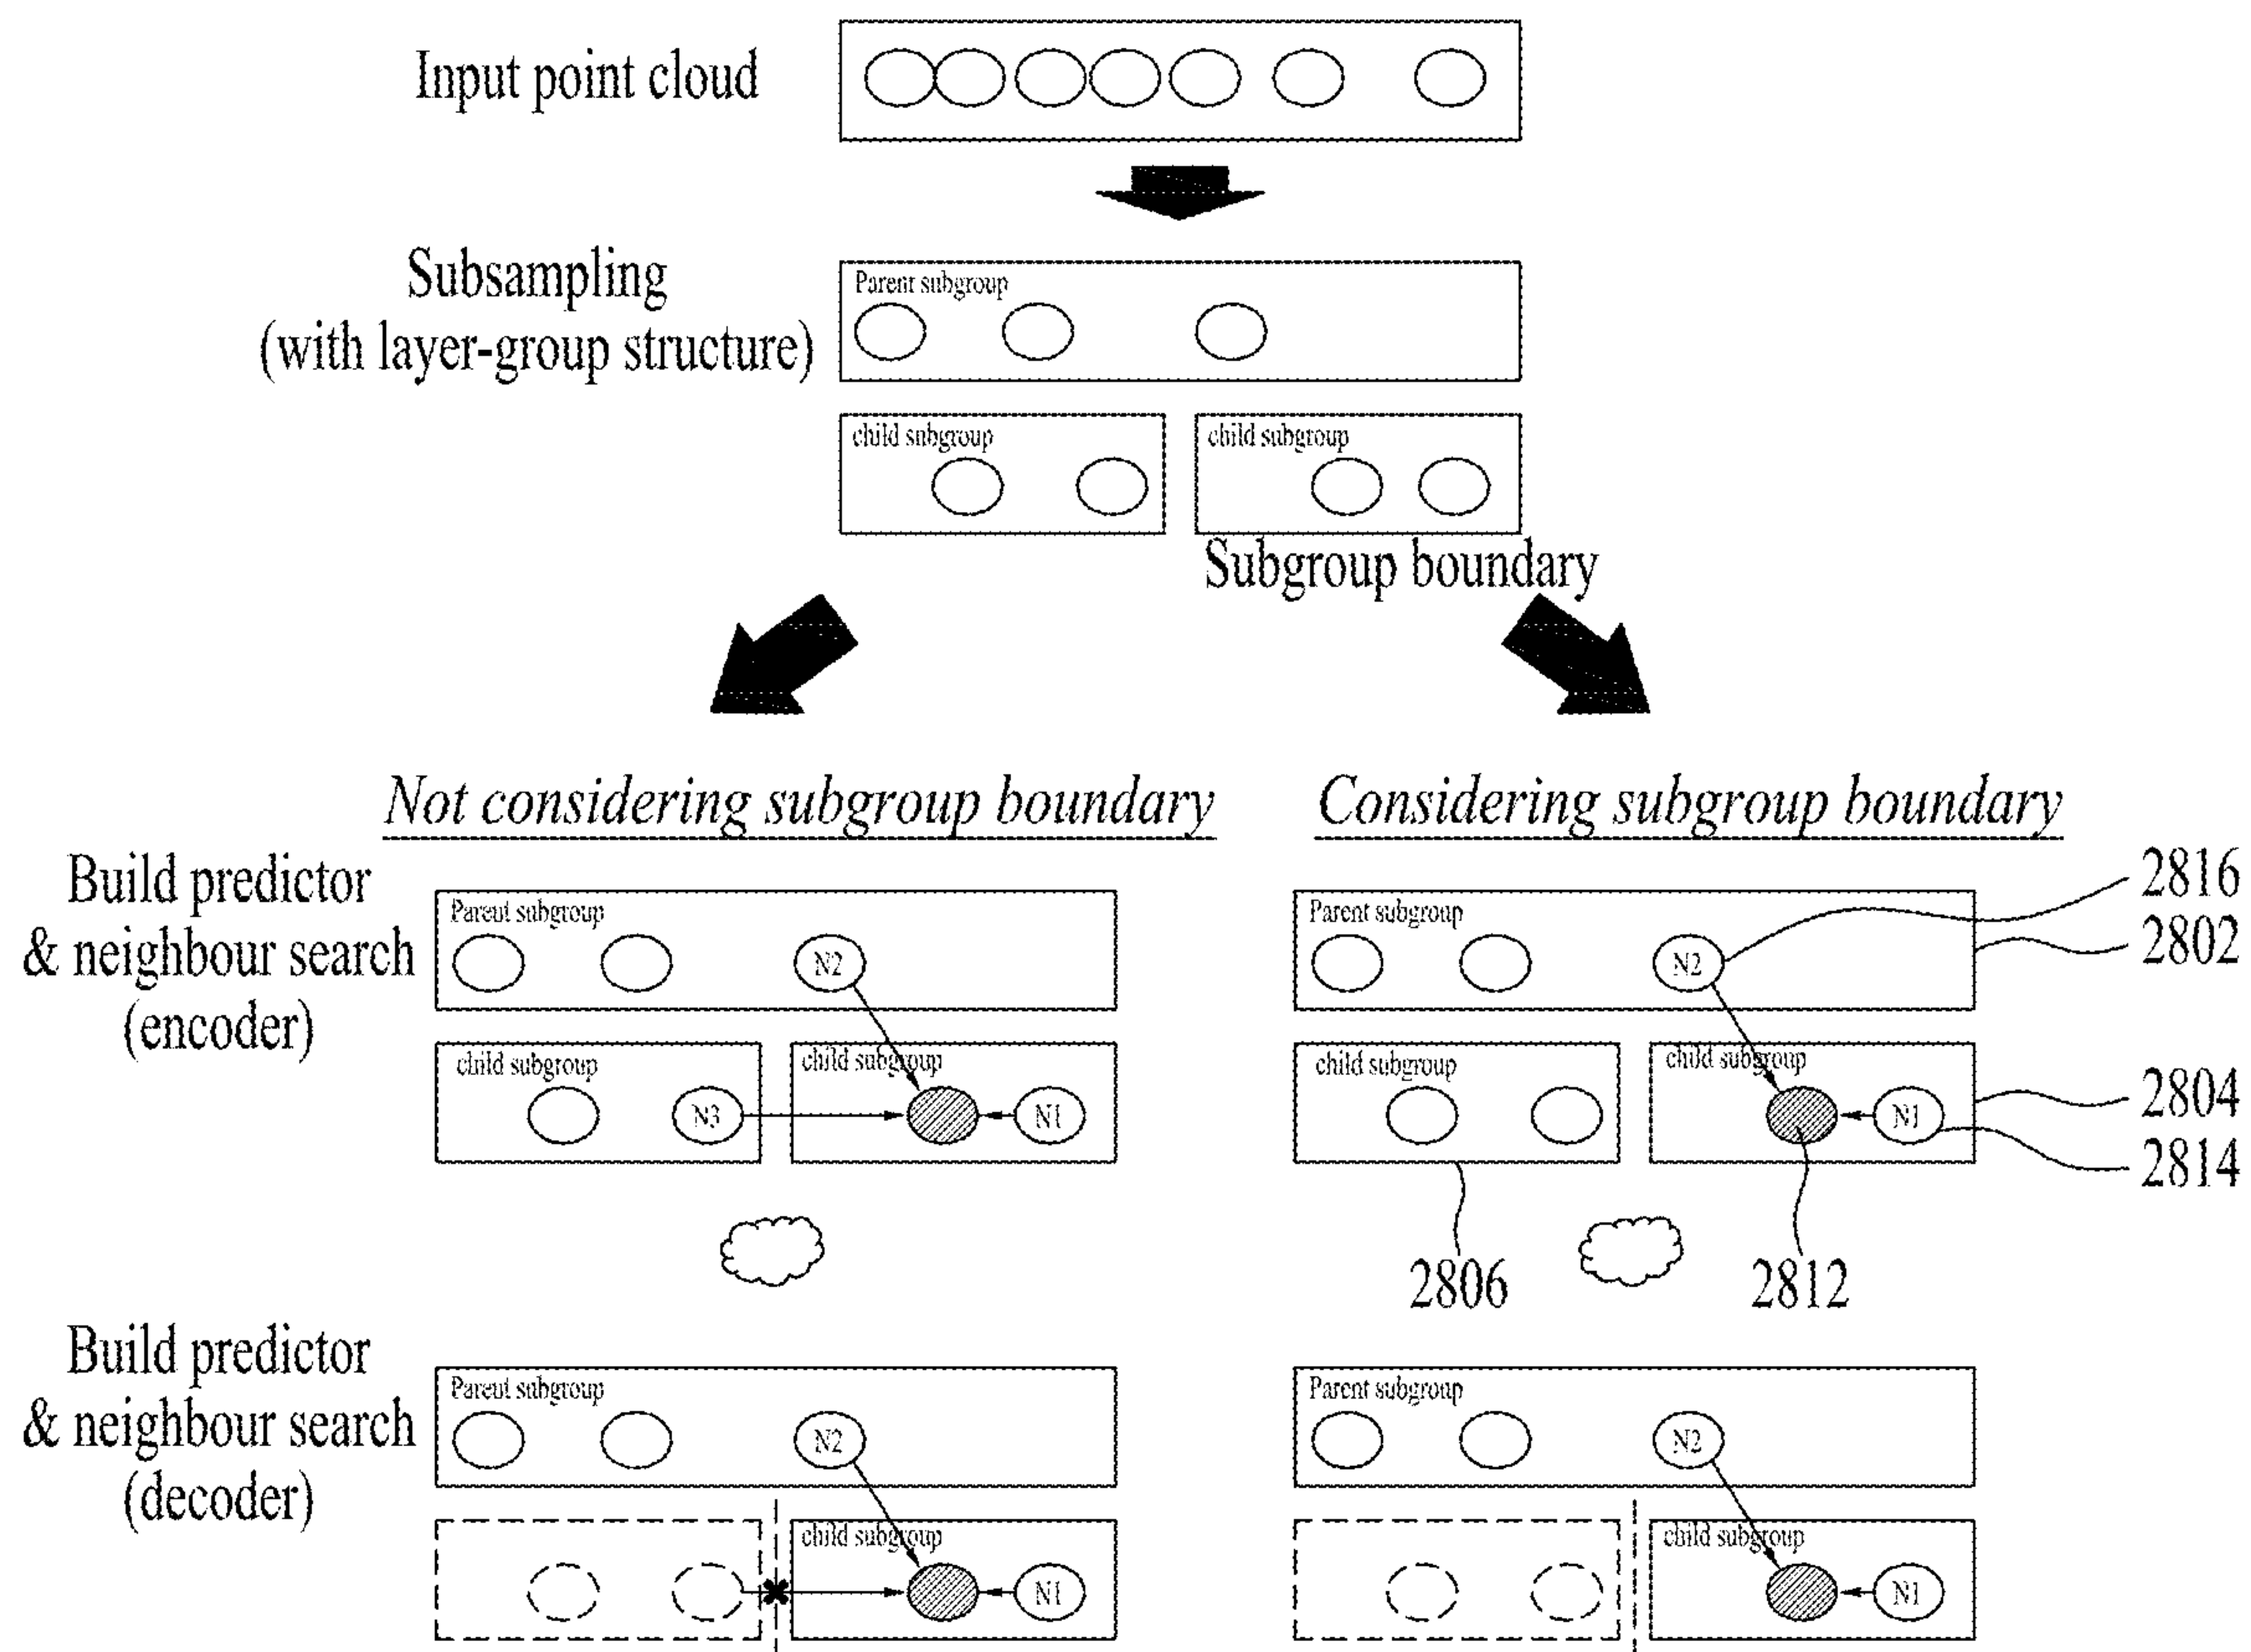 Input point cloud
Subsampling
(with layer-group structure)
Parent subgroup
child subgroup
child subgroup
Subgroup boundary
Not considering subgroup boundary
Considering subgroup boundary
Build predictor
& neighbour search
(encoder)
Parent subgroup
N2
child subgroup
N3
child subgroup
N1
Parent subgroup
N2
child subgroup
child subgroup
N1
2816
2802
2804
2814
2806
2812
Build predictor
& neighbour search
(decoder)
Parent subgroup
N2
child subgroup
N1
Parent subgroup
N2
child subgroup
N1